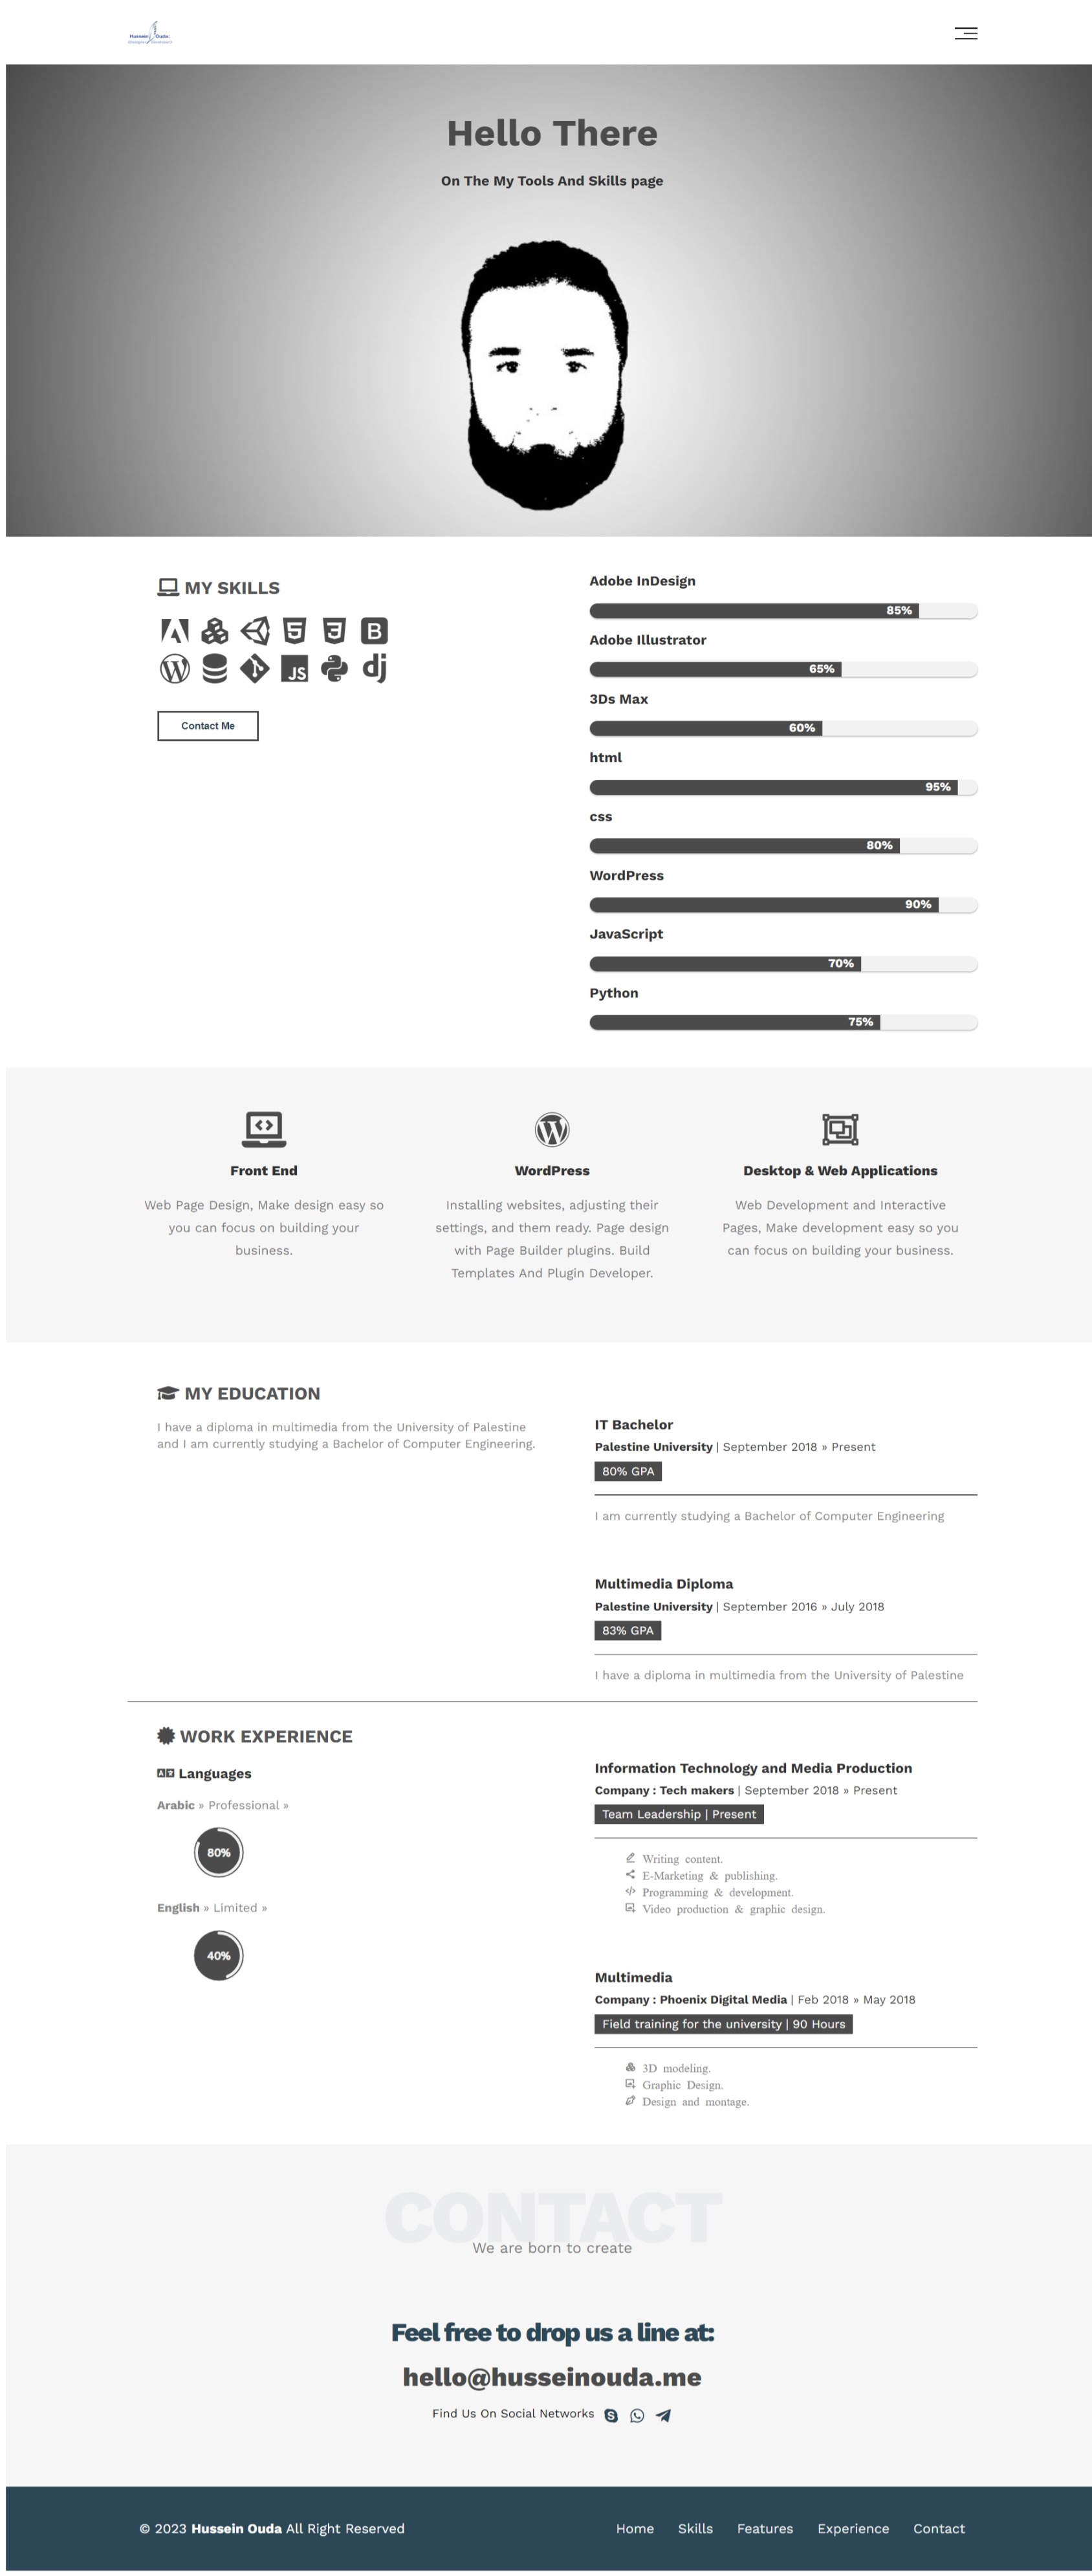 Hussein Ouda
Hello There
On The My Tools And Skills page
MY SKILLS
Contact Me
Adobe InDesign
85%
Adobe Illustrator
65%
3Ds Max
60%
html
95%
css
80%
WordPress
90%
JavaScript
70%
Python
75%
Front End
Web Page Design, Make design easy so
you can focus on building your
business.
WordPress
Installing websites, adjusting their
settings, and them ready. Page design
with Page Builder plugins. Build
Templates And Plugin Developer.
Desktop & Web Applications
Web Development and Interactive
Pages, Make development easy so you
can focus on building your business.
MY EDUCATION
I have a diploma in multimedia from the University of Palestine
and I am currently studying a Bachelor of Computer Engineering.
IT Bachelor
Palestine University | September 2018 » Present
80% GPA
I am currently studying a Bachelor of Computer Engineering
Multimedia Diploma
Palestine University | September 2016 » July 2018
83% GPA
I have a diploma in multimedia from the University of Palestine
WORK EXPERIENCE
Languages
Arabic » Professional »
80%
English » Limited »
40%
Information Technology and Media Production
Company : Tech makers | September 2018 » Present
Team Leadership | Present
Writing content.
E-Marketing & publishing.
Programming & development.
Video production & graphic design.
Multimedia
Company : Phoenix Digital Media | Feb 2018 » May 2018
Field training for the university | 90 Hours
3D modeling.
Graphic Design.
Design and montage.
CONTACT
We are born to create
Feel free to drop us a line at:
hello@husseinouda.me
Find Us On Social Networks
© 2023 Hussein Ouda All Right Reserved
Home Skills Features Experience Contact